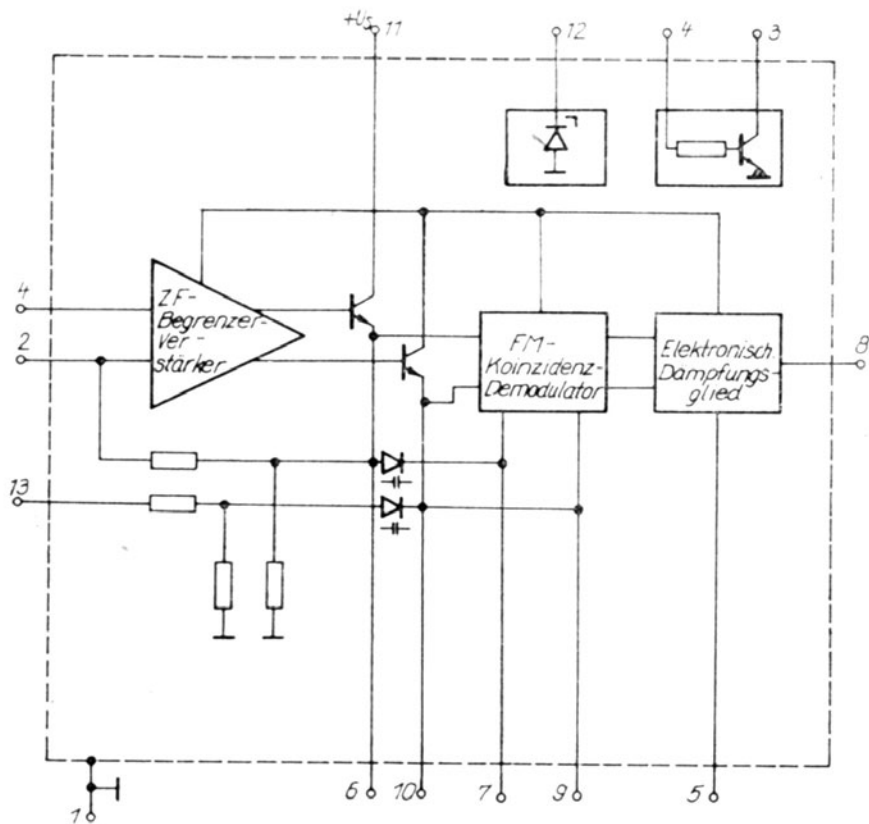 +Us 11
12
4
3
4
ZF-
Begrenzer-
Ver-
stärker
2
FM-
Koinzidenz-
Demodulator
Elektronisch.
Dämpfungs-
glied
8
13
1
6
10
7
9
5